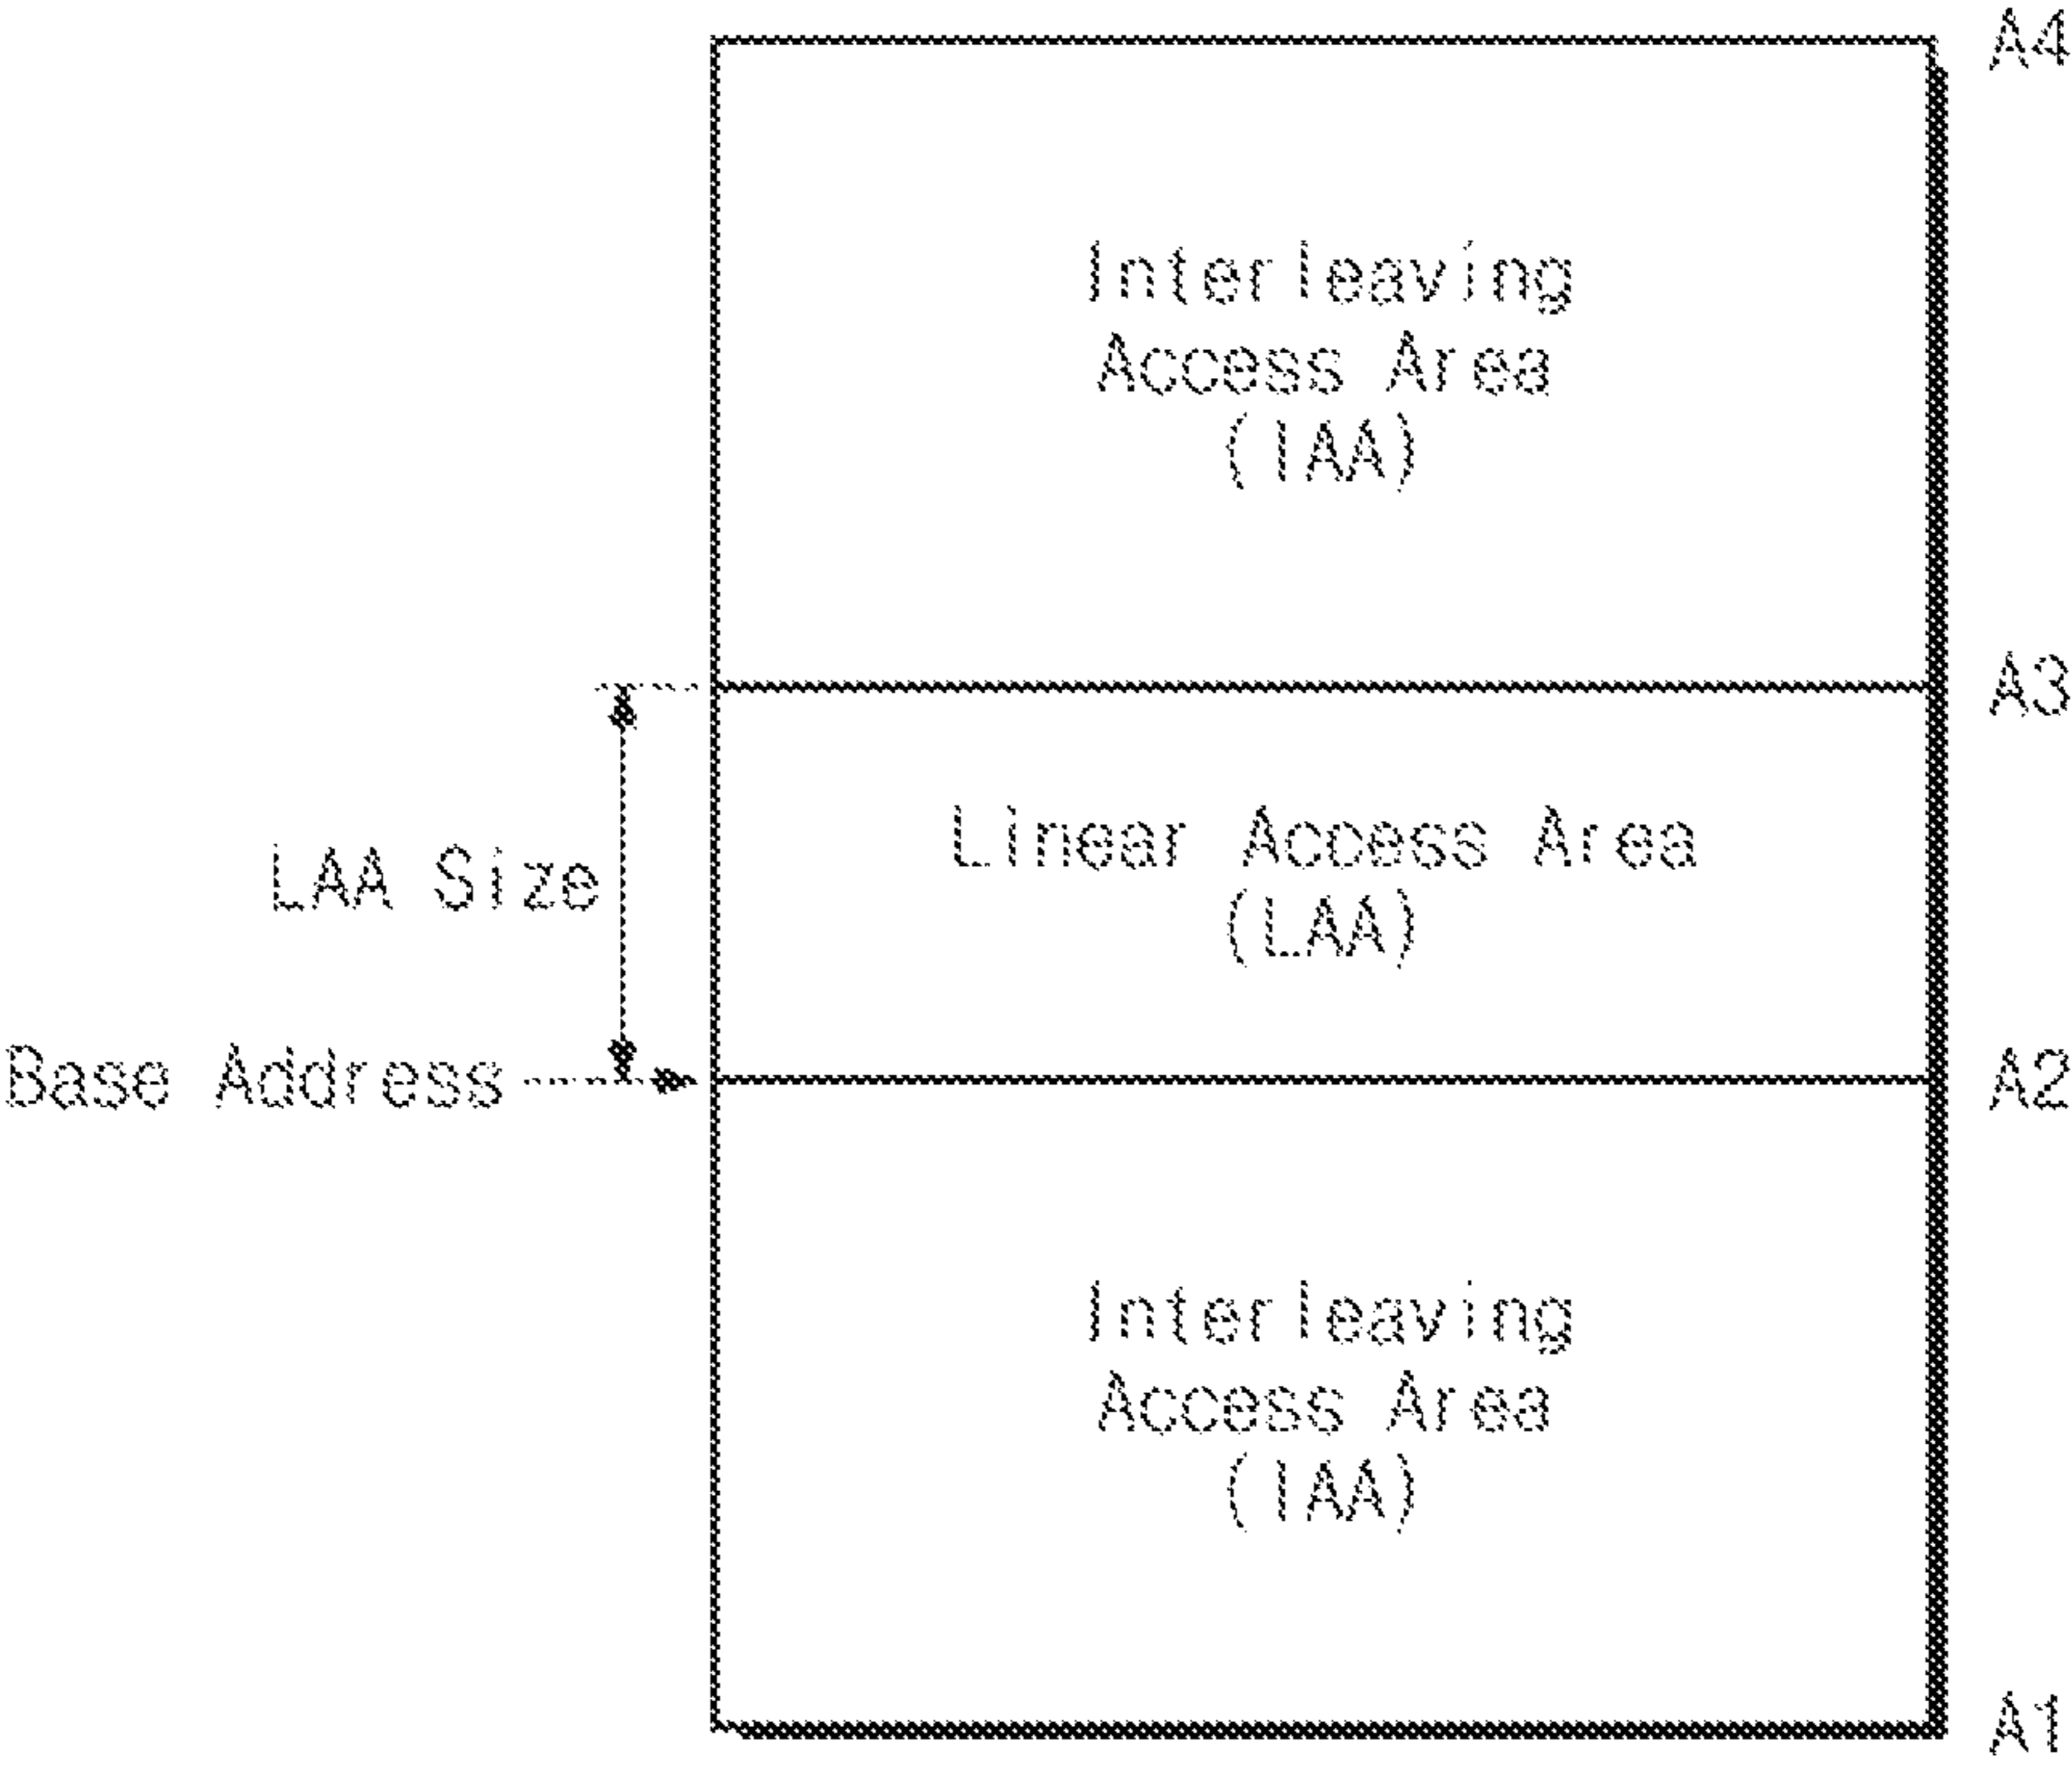 A4
Interleaving
Access Area
(IAA)
A3
Linear Access Area
(LAA)
LAA Size
Base Address
A2
Interleaving
Access Area
(IAA)
A1